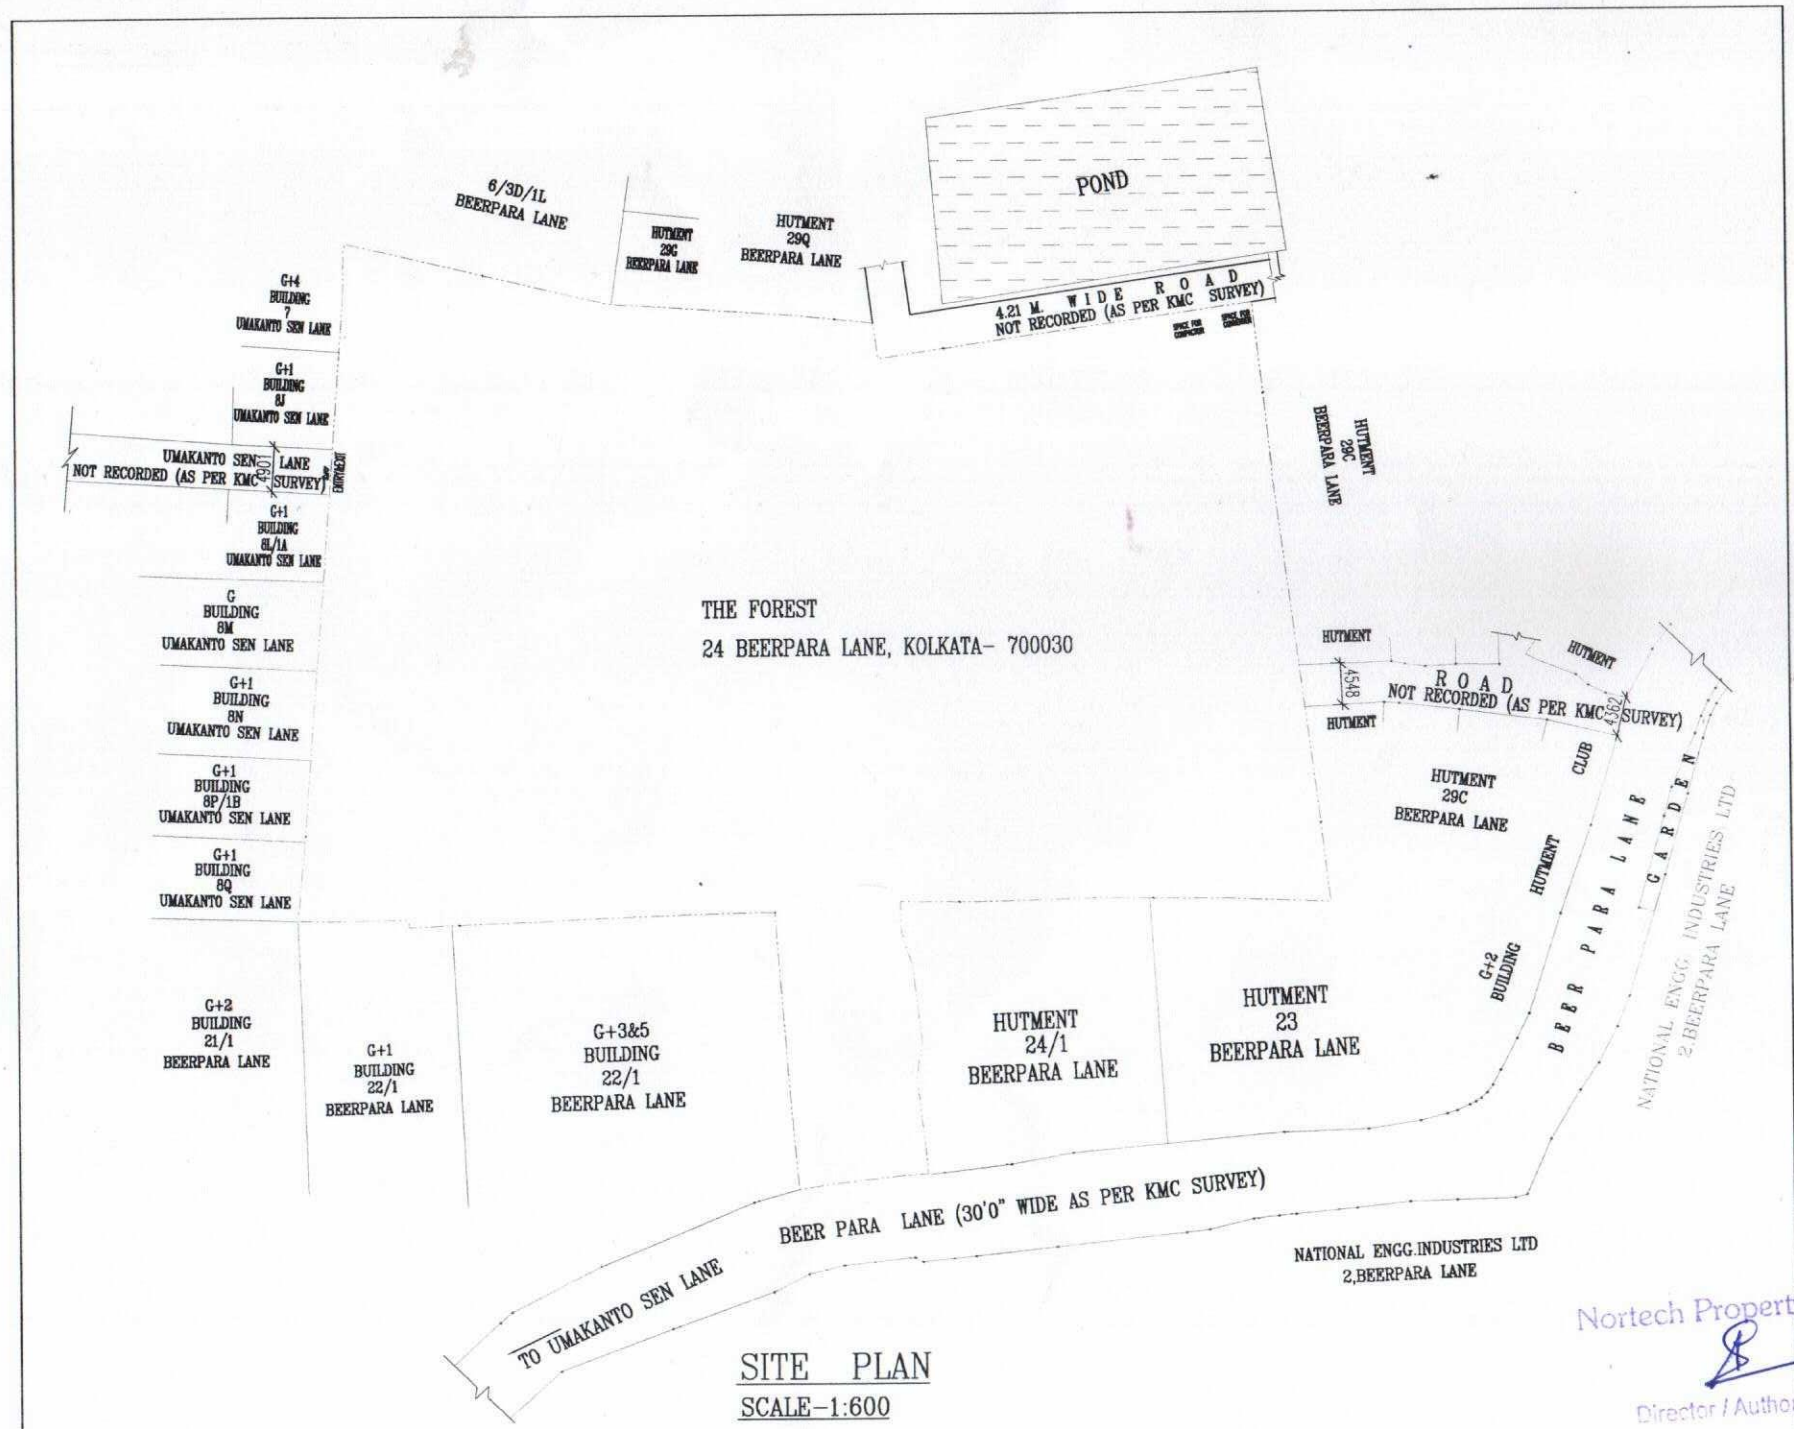 POND
6/3D/1L
BEERPARA LANE
HUTMENT
29G
BEERPARA LANE
HUTMENT
29Q
BEERPARA LANE
4.21 M. WIDE ROAD
NOT RECORDED (AS PER KMC SURVEY)
SPACE FOR
SPACE FOR
G+4
BUILDING
7
UMAKANTO SEN LANE
G+1
BUILDING
8J
UMAKANTO SEN LANE
UMAKANTO SEN LANE
NOT RECORDED (AS PER KMC SURVEY)
4901
G+1
BUILDING
8L/1A
UMAKANTO SEN LANE
G
BUILDING
8M
UMAKANTO SEN LANE
G+1
BUILDING
8N
UMAKANTO SEN LANE
G+1
BUILDING
8P/1B
UMAKANTO SEN LANE
G+1
BUILDING
8Q
UMAKANTO SEN LANE
THE FOREST
24 BEERPARA LANE, KOLKATA- 700030
HUTMENT
29C
BEERPARA LANE
HUTMENT
HUTMENT
4548
ROAD
NOT RECORDED (AS PER KMC SURVEY)
4362
HUTMENT
CLUB
HUTMENT
29C
BEERPARA LANE
HUTMENT
G+2
BUILDING
BEER PARA LANE
GARDEN
NATIONAL ENGG. INDUSTRIES LTD
2,BEERPARA LANE
G+2
BUILDING
21/1
BEERPARA LANE
G+1
BUILDING
22/1
BEERPARA LANE
G+3&5
BUILDING
22/1
BEERPARA LANE
HUTMENT
24/1
BEERPARA LANE
HUTMENT
23
BEERPARA LANE
BEER PARA LANE (30'0" WIDE AS PER KMC SURVEY)
TO UMAKANTO SEN LANE
NATIONAL ENGG.INDUSTRIES LTD
2,BEERPARA LANE
SITE PLAN
SCALE-1:600
Nortech Propert
Director / Author